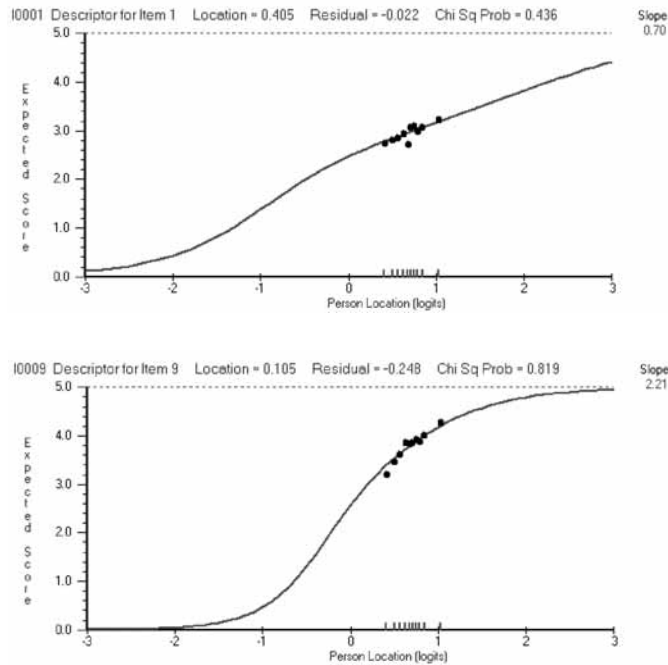 I0001 Descriptor for Item 1 Location = 0.405 Residual = -0.022 Chi Sq Prob = 0.436 Slope
0.70
5.0
4.0
3.0
2.0
1.0
0.0
Expected Score
-3 -2 -1 0 1 2 3
Person Location (logits)
I0009 Descriptor for Item 9 Location = 0.105 Residual = -0.248 Chi Sq Prob = 0.819 Slope
2.21
5.0
4.0
3.0
2.0
1.0
0.0
Expected Score
-3 -2 -1 0 1 2 3
Person Location (logits)